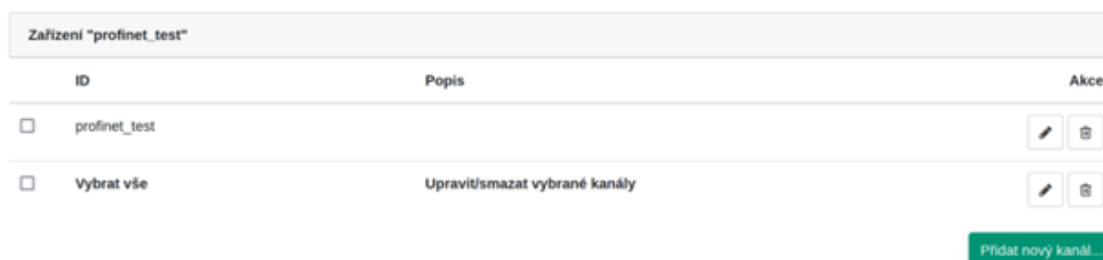 Zařízení "profinet_test"
ID Popis Akce
profinet_test
Vybrat vše Upravit/smazat vybrané kanály
Přidat nový kanál...